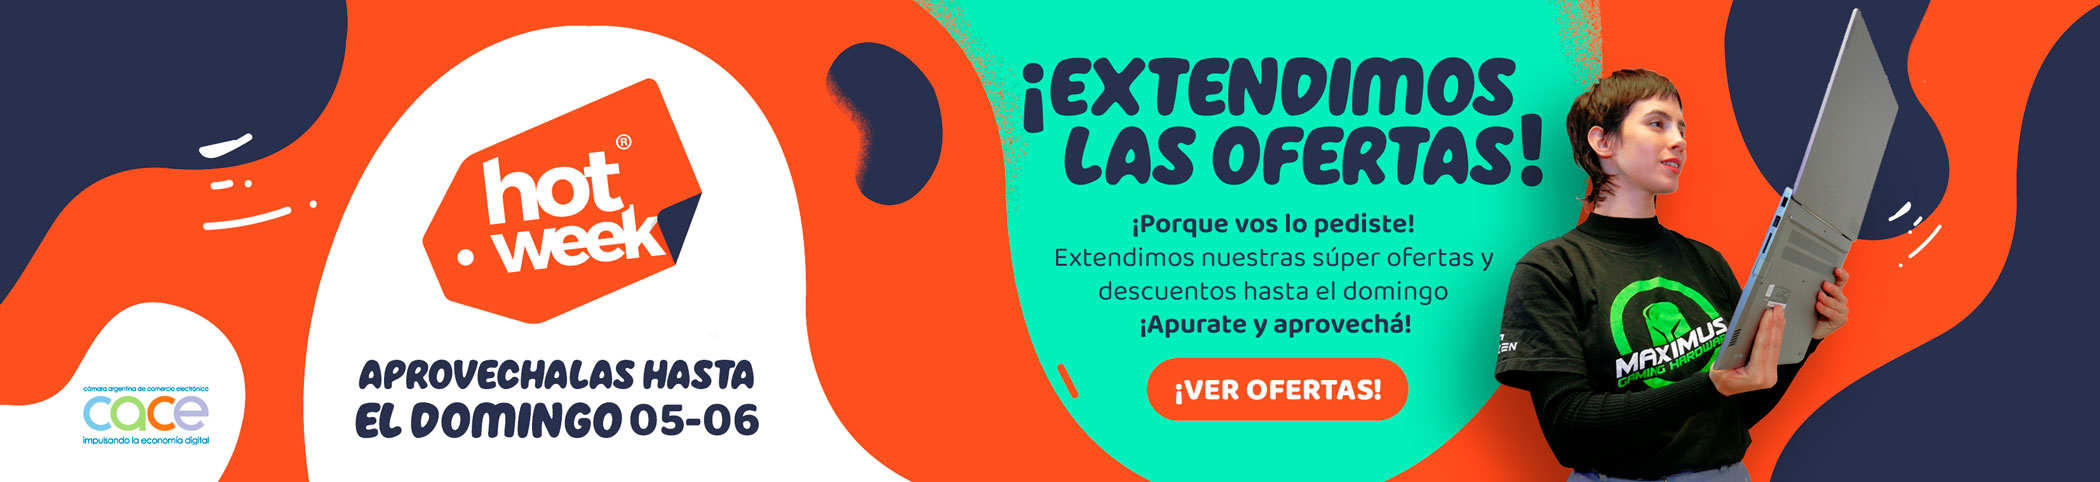 hot®
week
APROVECHALAS HASTA
EL DOMINGO 05-06
cámara argentina de comercio electrónico
cace
impulsando la economía digital
¡EXTENDIMOS
LAS OFERTAS!
¡Porque vos lo pediste!
Extendimos nuestras súper ofertas y
descuentos hasta el domingo
¡Apurate y aprovechá!
¡VER OFERTAS!
MAXIMUS
GAMING HARDWARE